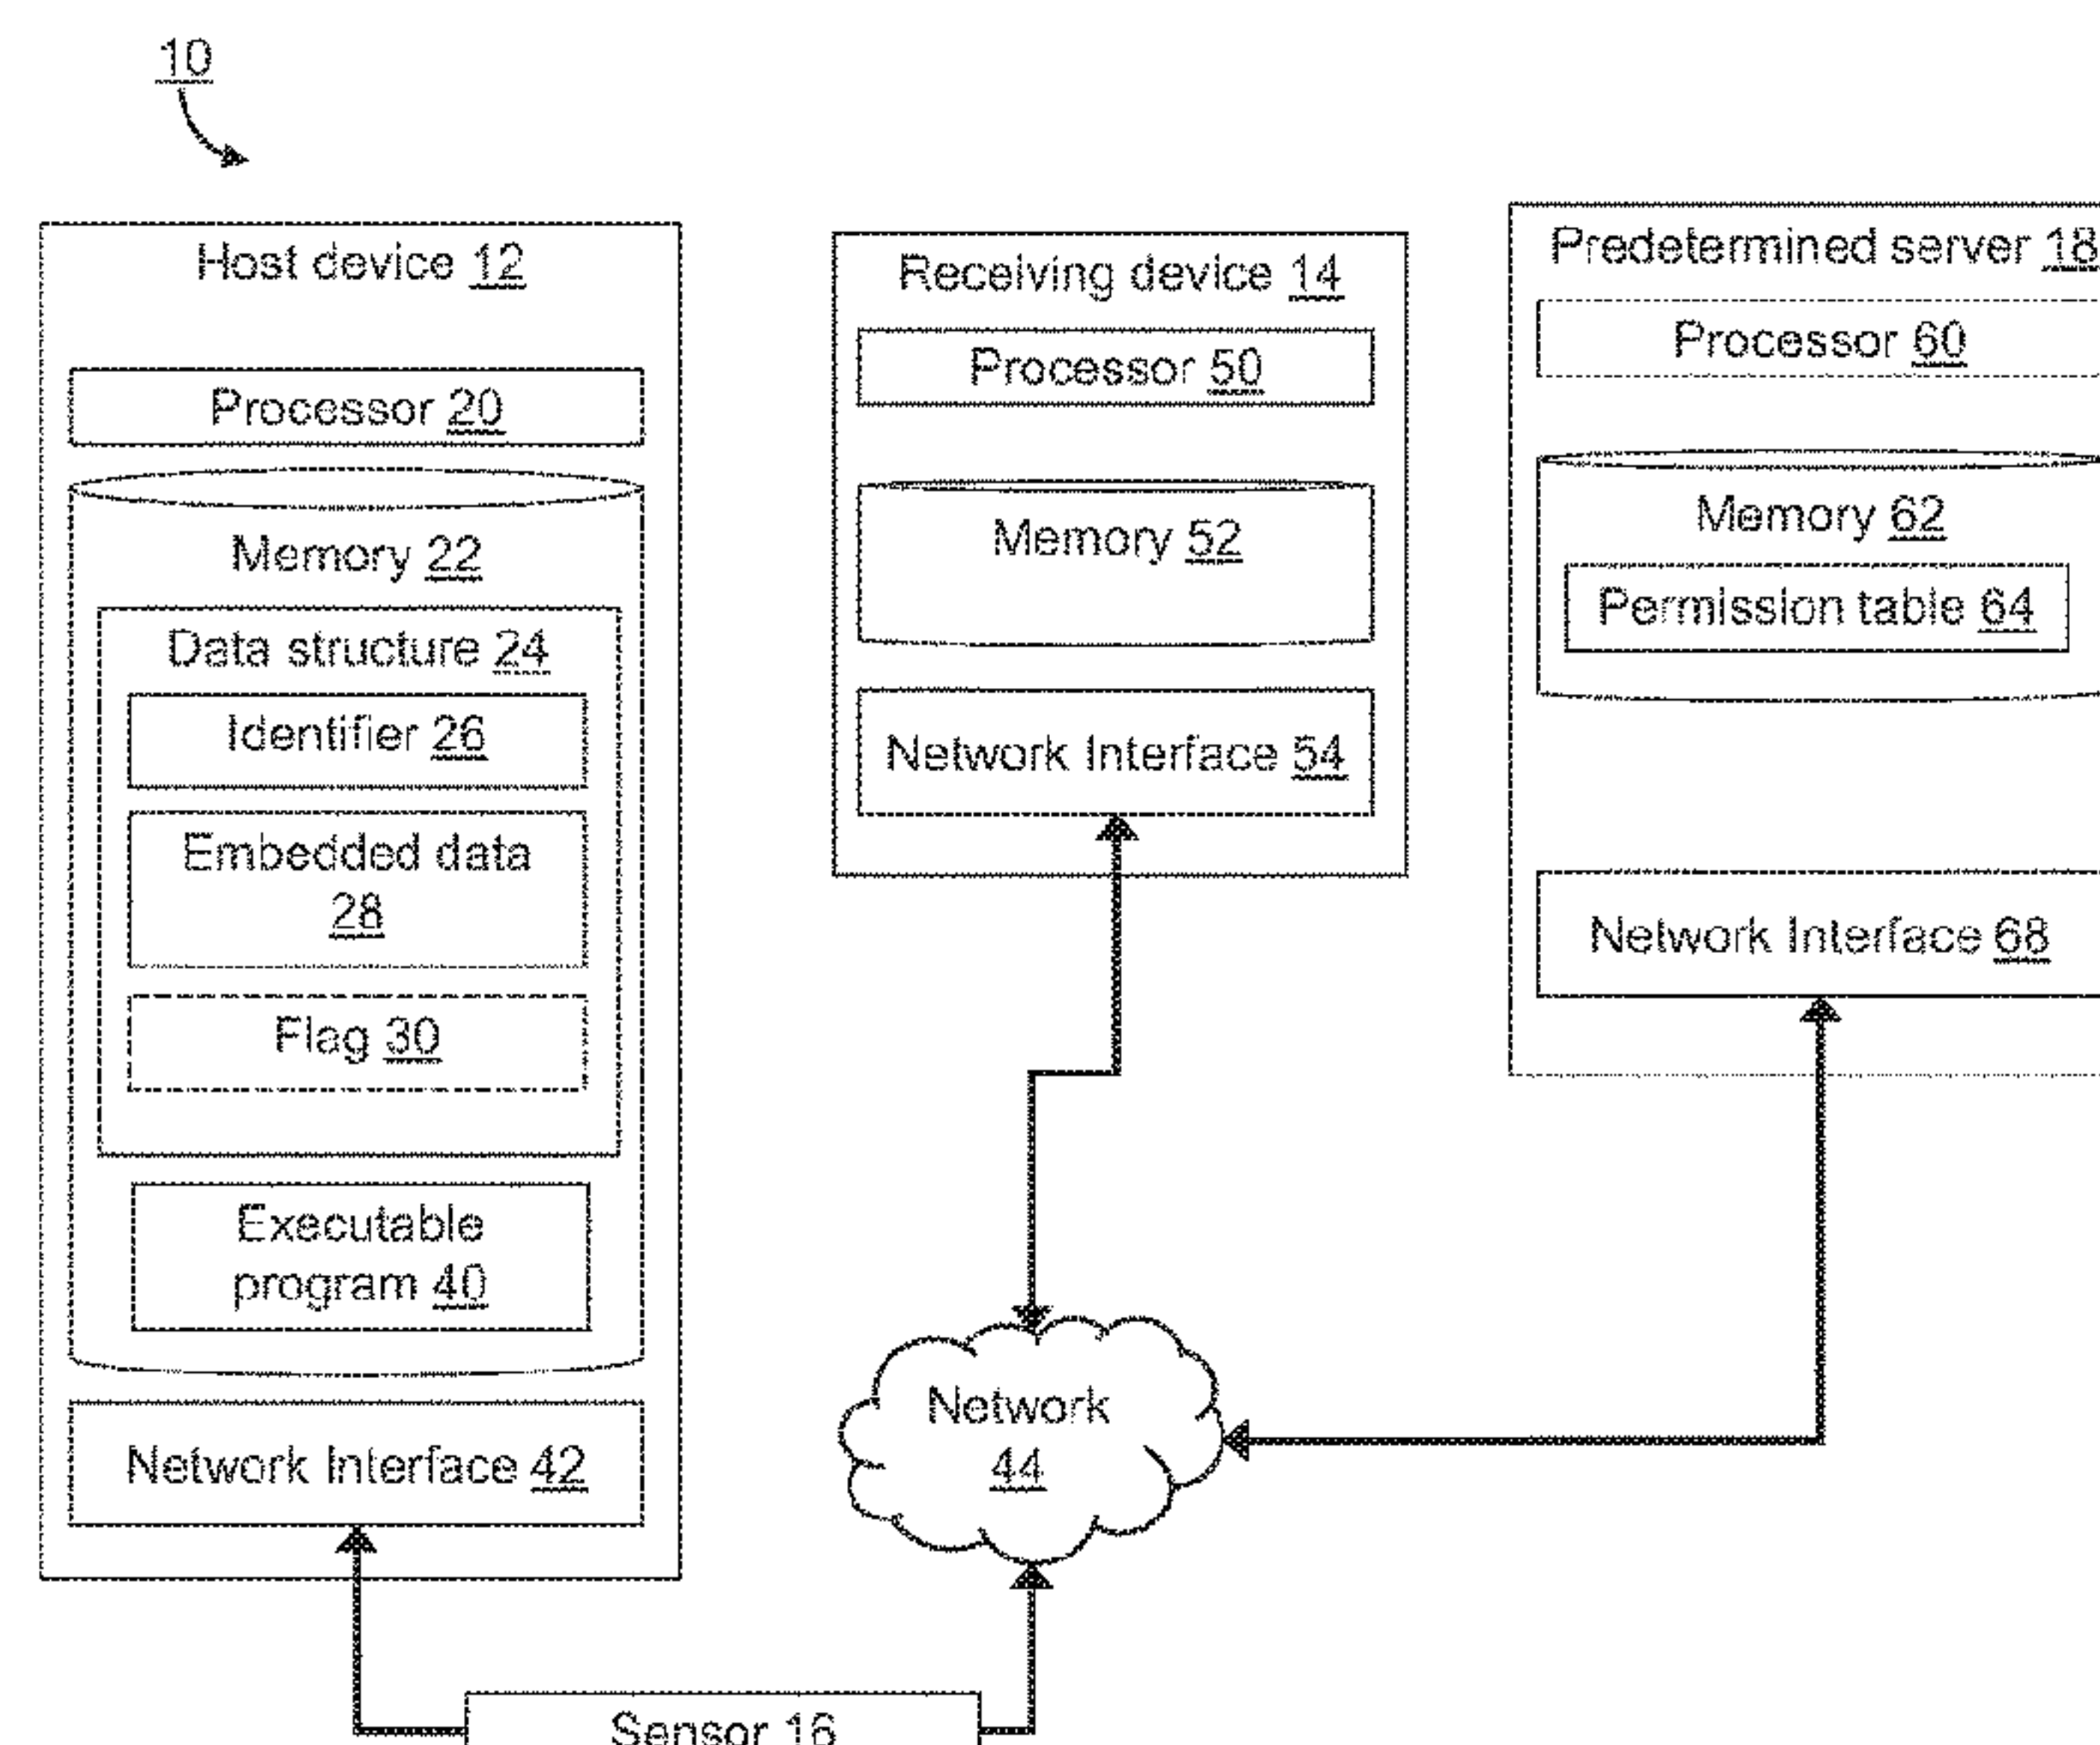 10
Host device 12
Processor 20
Memory 22
Data structure 24
Identifier 26
Embedded data
28
Flag 30
Executable
program 40
Network Interface 42
Receiving device 14
Processor 50
Memory 52
Network Interface 54
Predetermined server 18
Processor 60
Memory 62
Permission table 64
Network Interface 68
Network
44
Sensor 16